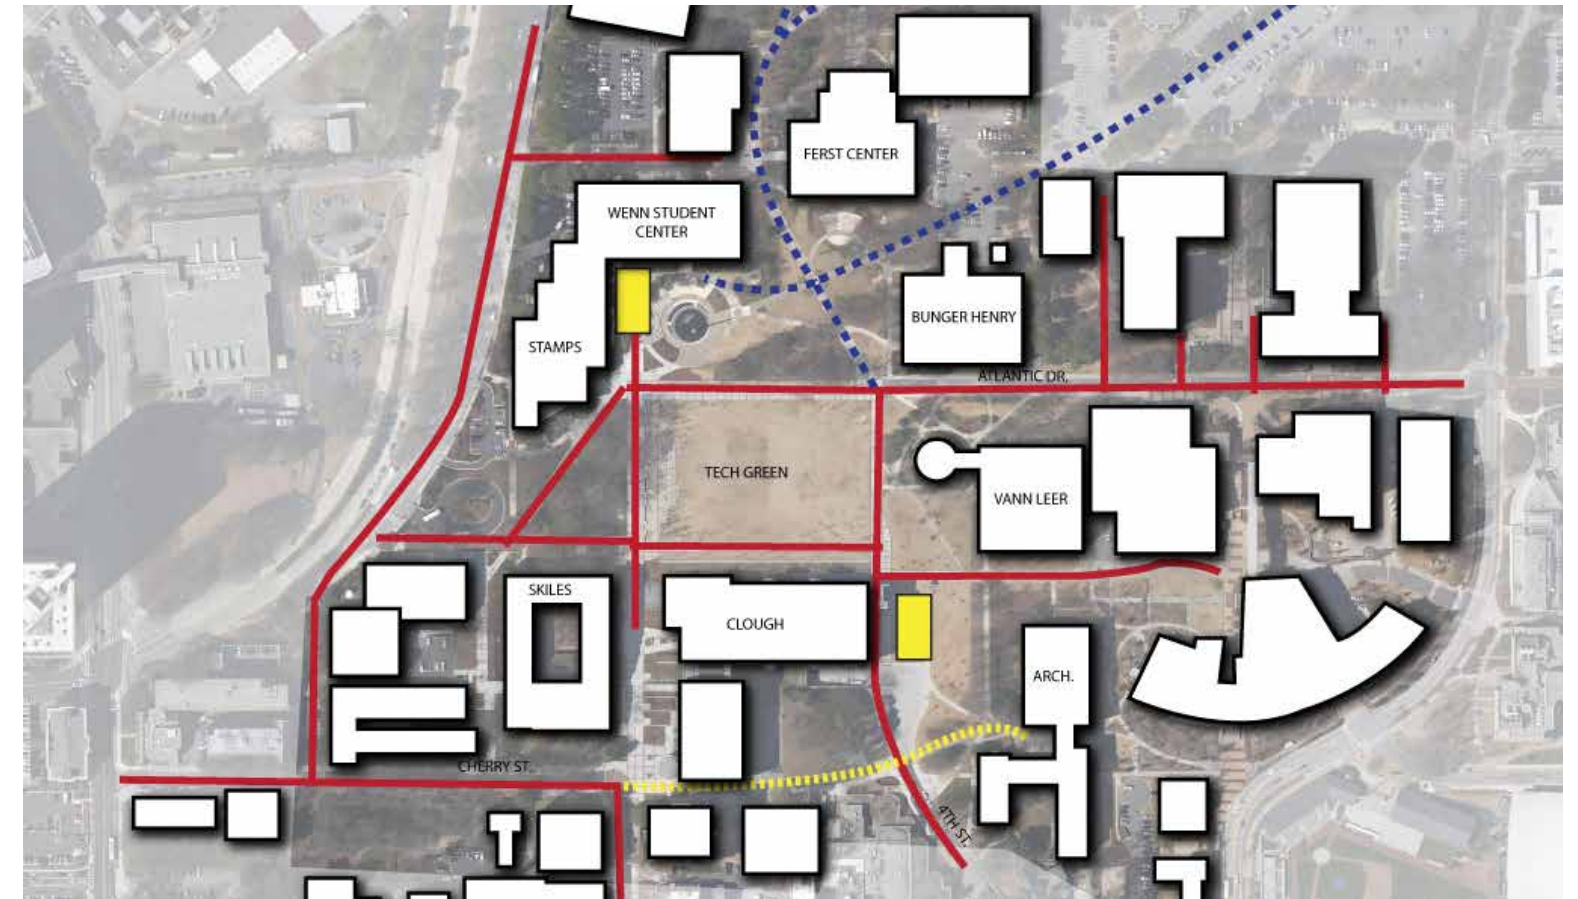 FERST CENTER
WENN STUDENT
CENTER
BUNGER HENRY
STAMPS
ATLANTIC DR.
TECH GREEN
VANN LEER
SKILES
CLOUGH
ARCH.
CHERRY ST.
4TH ST.